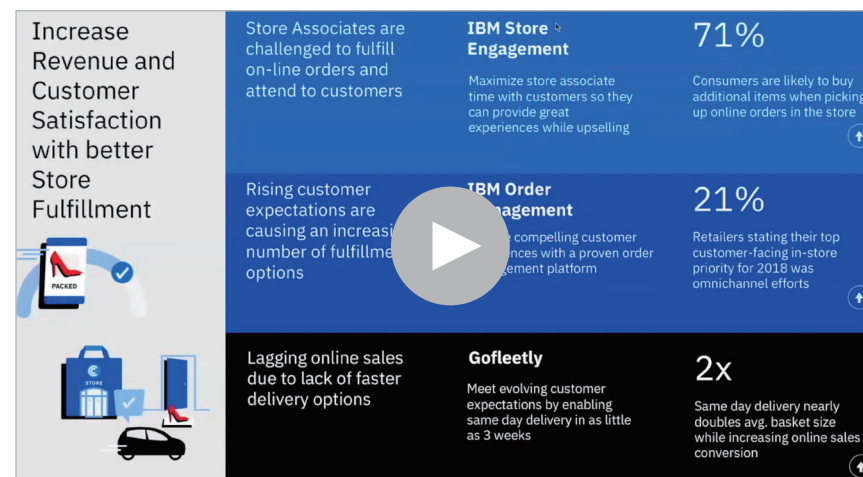 Increase
Revenue and
Customer
Satisfaction
with better
Store
Fulfillment
PACKED
STORE
Store Associates are
challenged to fulfill
on-line orders and
attend to customers
IBM Store
Engagement
Maximize store associate
time with customers so they
can provide great
experiences while upselling
71%
Consumers are likely to buy
additional items when picking
up online orders in the store
Rising customer
expectations are
causing an
number of
options
IBM Order
compelling customer
with a proven order
platform
21%
Retailers stating their top
customer-facing in-store
priority for 2018 was
omnichannel efforts
Lagging online sales
due to lack of faster
delivery options
Gofleetly
Meet evolving customer
expectations by enabling
same day delivery in as little
as 3 weeks
2x
Same day delivery nearly
doubles avg. basket size
while increasing online sales
conversion